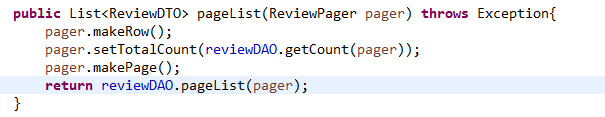 public List<ReviewDTO> pageList(ReviewPager pager) throws Exception{
    pager.makeRow();
    pager.setTotalCount(reviewDAO.getCount(pager));
    pager.makePage();
    return reviewDAO.pageList(pager);
}